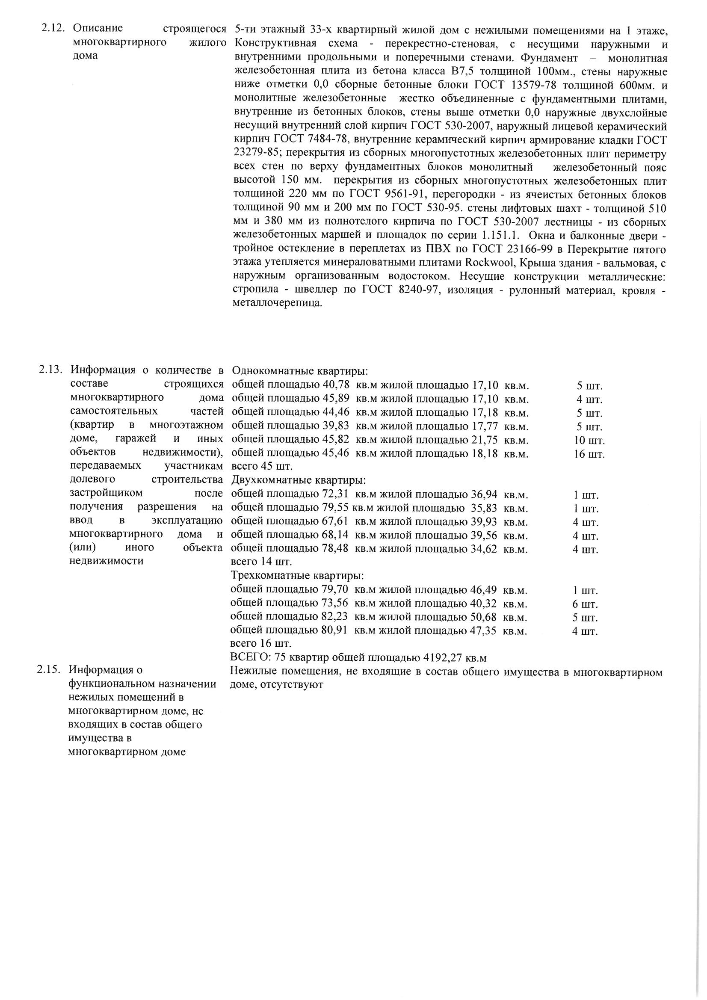 2.12. Описание строящегося многоквартирного жилого дома
5-ти этажный 33-х квартирный жилой дом с нежилыми помещениями на 1 этаже,
Конструктивная схема - перекрестно-стеновая, с несущими наружными и
внутренними продольными и поперечными стенами. Фундамент – монолитная
железобетонная плита из бетона класса В7,5 толщиной 100мм., стены наружные
ниже отметки 0,0 сборные бетонные блоки ГОСТ 13579-78 толщиной 600мм. и
монолитные железобетонные жестко объединенные с фундаментными плитами,
внутренние из бетонных блоков, стены выше отметки 0,0 наружные двухслойные
несущий внутренний слой кирпич ГОСТ 530-2007, наружный лицевой керамический
кирпич ГОСТ 7484-78, внутренние керамический кирпич армирование кладки ГОСТ
23279-85; перекрытия из сборных многопустотных железобетонных плит периметру
всех стен по верху фундаментных блоков монолитный железобетонный пояс
высотой 150 мм. перекрытия из сборных многопустотных железобетонных плит
толщиной 220 мм по ГОСТ 9561-91, перегородки - из ячеистых бетонных блоков
толщиной 90 мм и 200 мм по ГОСТ 530-95. стены лифтовых шахт - толщиной 510
мм и 380 мм из полнотелого кирпича по ГОСТ 530-2007 лестницы - из сборных
железобетонных маршей и площадок по серии 1.151.1. Окна и балконные двери -
тройное остекление в переплетах из ПВХ по ГОСТ 23166-99 в Перекрытие пятого
этажа утепляется минераловатными плитами Rockwool, Крыша здания - вальмовая, с
наружным организованным водостоком. Несущие конструкции металлические:
стропила - швеллер по ГОСТ 8240-97, изоляция - рулонный материал, кровля -
металлочерепица.
2.13. Информация о количестве в
составе строящихся
многоквартирного дома
самостоятельных частей
(квартир в многоэтажном
доме, гаражей и иных
объектов недвижимости),
передаваемых участникам
долевого строительства
застройщиком после
получения разрешения на
ввод в эксплуатацию
многоквартирного дома и
(или) иного объекта
недвижимости
Однокомнатные квартиры:
общей площадью 40,78 кв.м жилой площадью 17,10 кв.м. 5 шт.
общей площадью 45,89 кв.м жилой площадью 17,10 кв.м. 4 шт.
общей площадью 44,46 кв.м жилой площадью 17,18 кв.м. 5 шт.
общей площадью 39,83 кв.м жилой площадью 17,77 кв.м. 5 шт.
общей площадью 45,82 кв.м жилой площадью 21,75 кв.м. 10 шт.
общей площадью 45,46 кв.м жилой площадью 18,18 кв.м. 16 шт.
всего 45 шт.
Двухкомнатные квартиры:
общей площадью 72,31 кв.м жилой площадью 36,94 кв.м. 1 шт.
общей площадью 79,55 кв.м жилой площадью 35,83 кв.м. 1 шт.
общей площадью 67,61 кв.м жилой площадью 39,93 кв.м. 4 шт.
общей площадью 68,14 кв.м жилой площадью 39,56 кв.м. 4 шт.
общей площадью 78,48 кв.м жилой площадью 34,62 кв.м. 4 шт.
всего 14 шт.
Трехкомнатные квартиры:
общей площадью 79,70 кв.м жилой площадью 46,49 кв.м. 1 шт.
общей площадью 73,56 кв.м жилой площадью 40,32 кв.м. 6 шт.
общей площадью 82,23 кв.м жилой площадью 50,68 кв.м. 5 шт.
общей площадью 80,91 кв.м жилой площадью 47,35 кв.м. 4 шт.
всего 16 шт.
ВСЕГО: 75 квартир общей площадью 4192,27 кв.м
2.15. Информация о
функциональном назначении
нежилых помещений в
многоквартирном доме, не
входящих в состав общего
имущества в
многоквартирном доме
Нежилые помещения, не входящие в состав общего имущества в многоквартирном
доме, отсутствуют